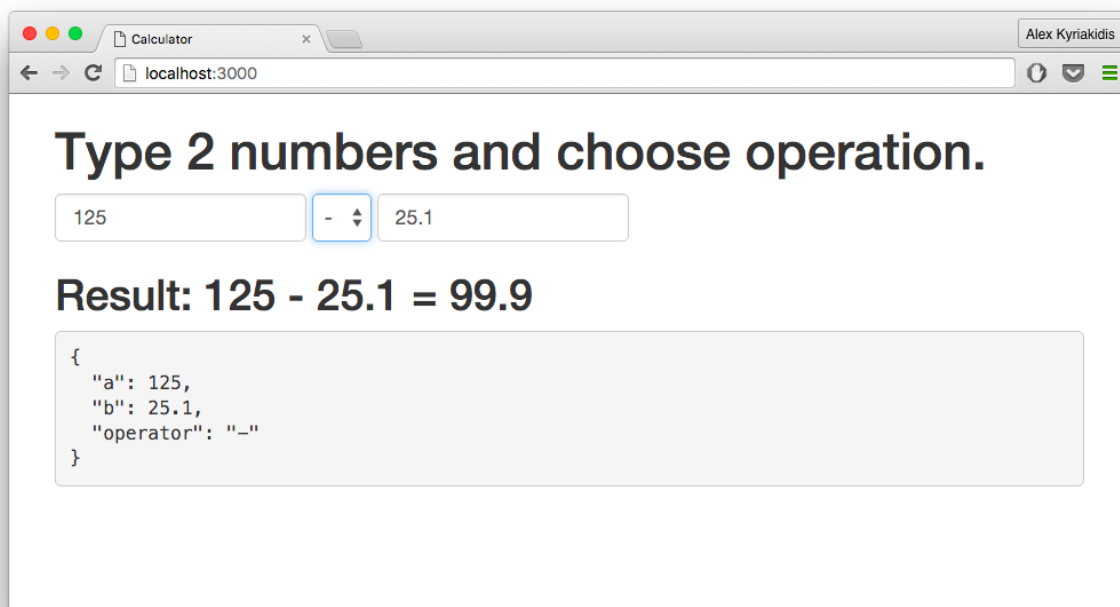 Calculator
Alex Kyriakidis
localhost:3000
Type 2 numbers and choose operation.
125 - 25.1
Result: 125 - 25.1 = 99.9
{
  "a": 125,
  "b": 25.1,
  "operator": "-"
}